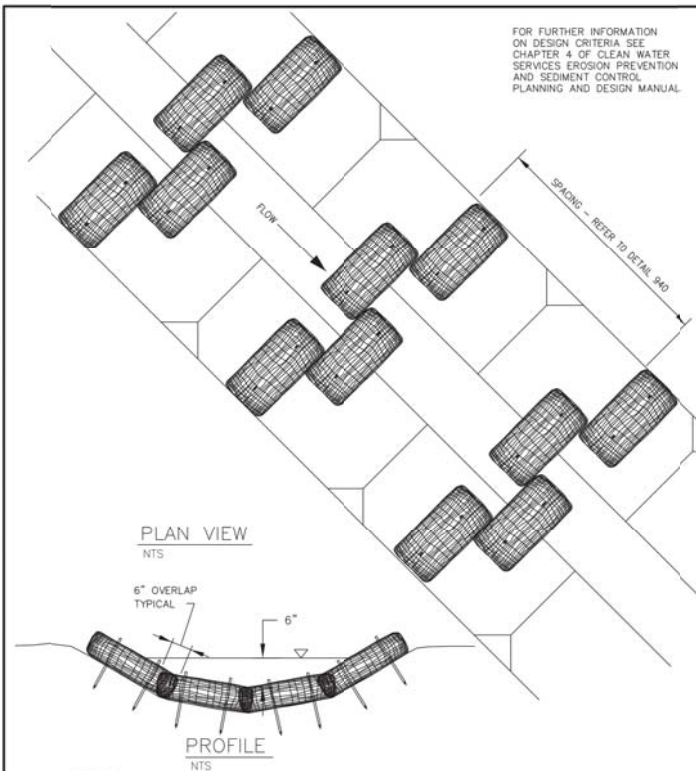 FOR FURTHER INFORMATION
ON DESIGN CRITERIA SEE
CHAPTER 4 OF CLEAN WATER
SERVICES EROSION PREVENTION
AND SEDIMENT CONTROL
PLANNING AND DESIGN MANUAL
SPACING – REFER TO DETAIL 940
FLOW
PLAN VIEW
NTS
6" OVERLAP
TYPICAL
6"
PROFILE
NTS